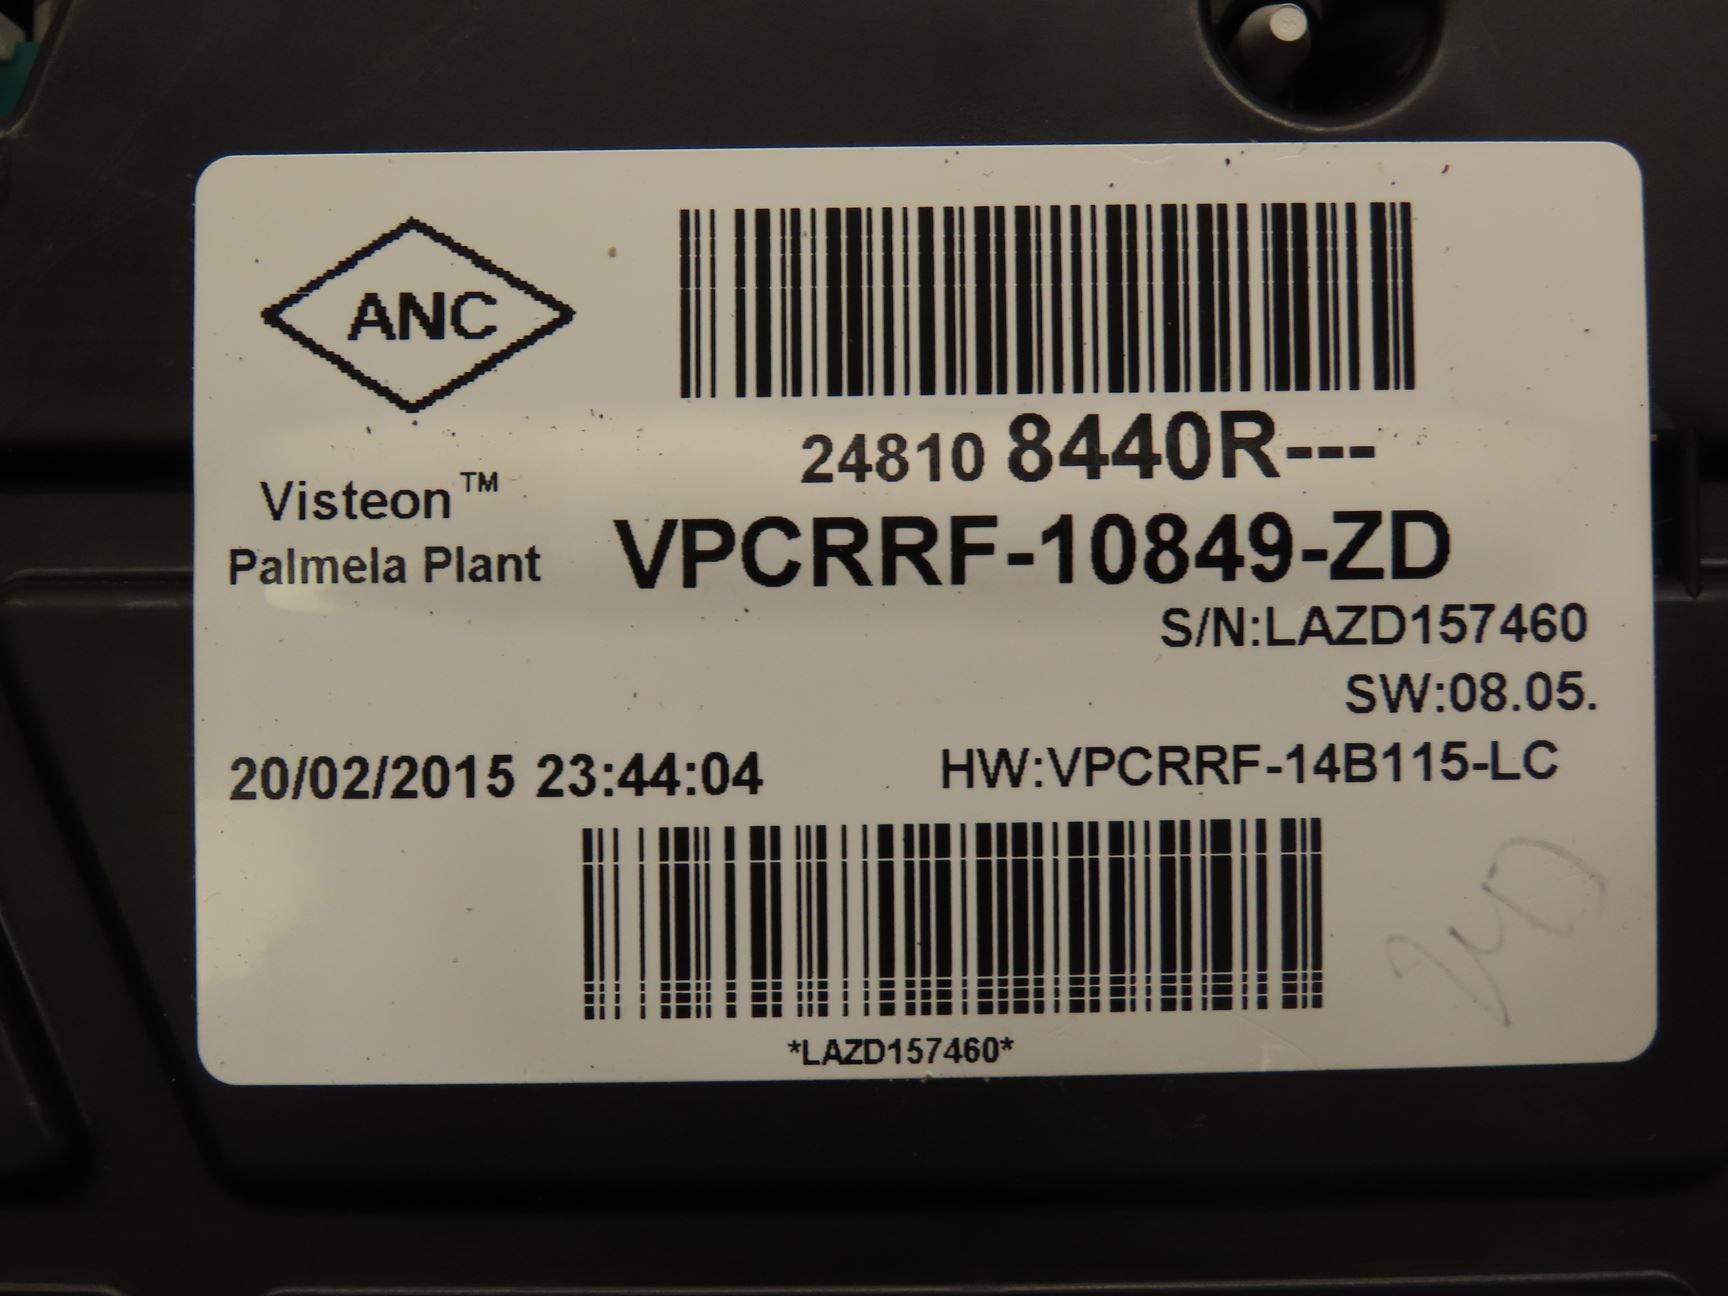 ANC
24810 8440R---
Visteon™
Palmela Plant
VPCRRF-10849-ZD
S/N:LAZD157460
SW:08.05.
20/02/2015 23:44:04
HW:VPCRRF-14B115-LC
*LAZD157460*